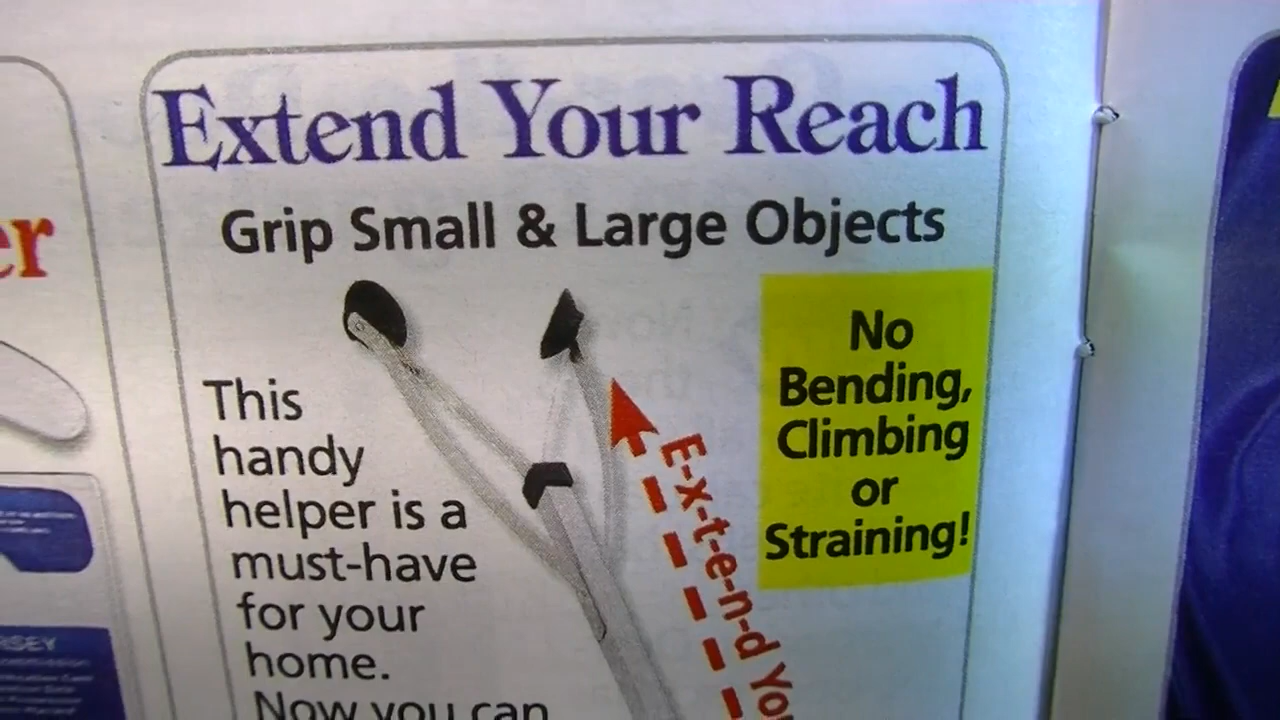 Extend Your Reach
Grip Small & Large Objects
No
Bending,
Climbing
or
Straining!
This
handy
helper is a
must-have
for your
home.
Now you can
E-x-t-e-n-d